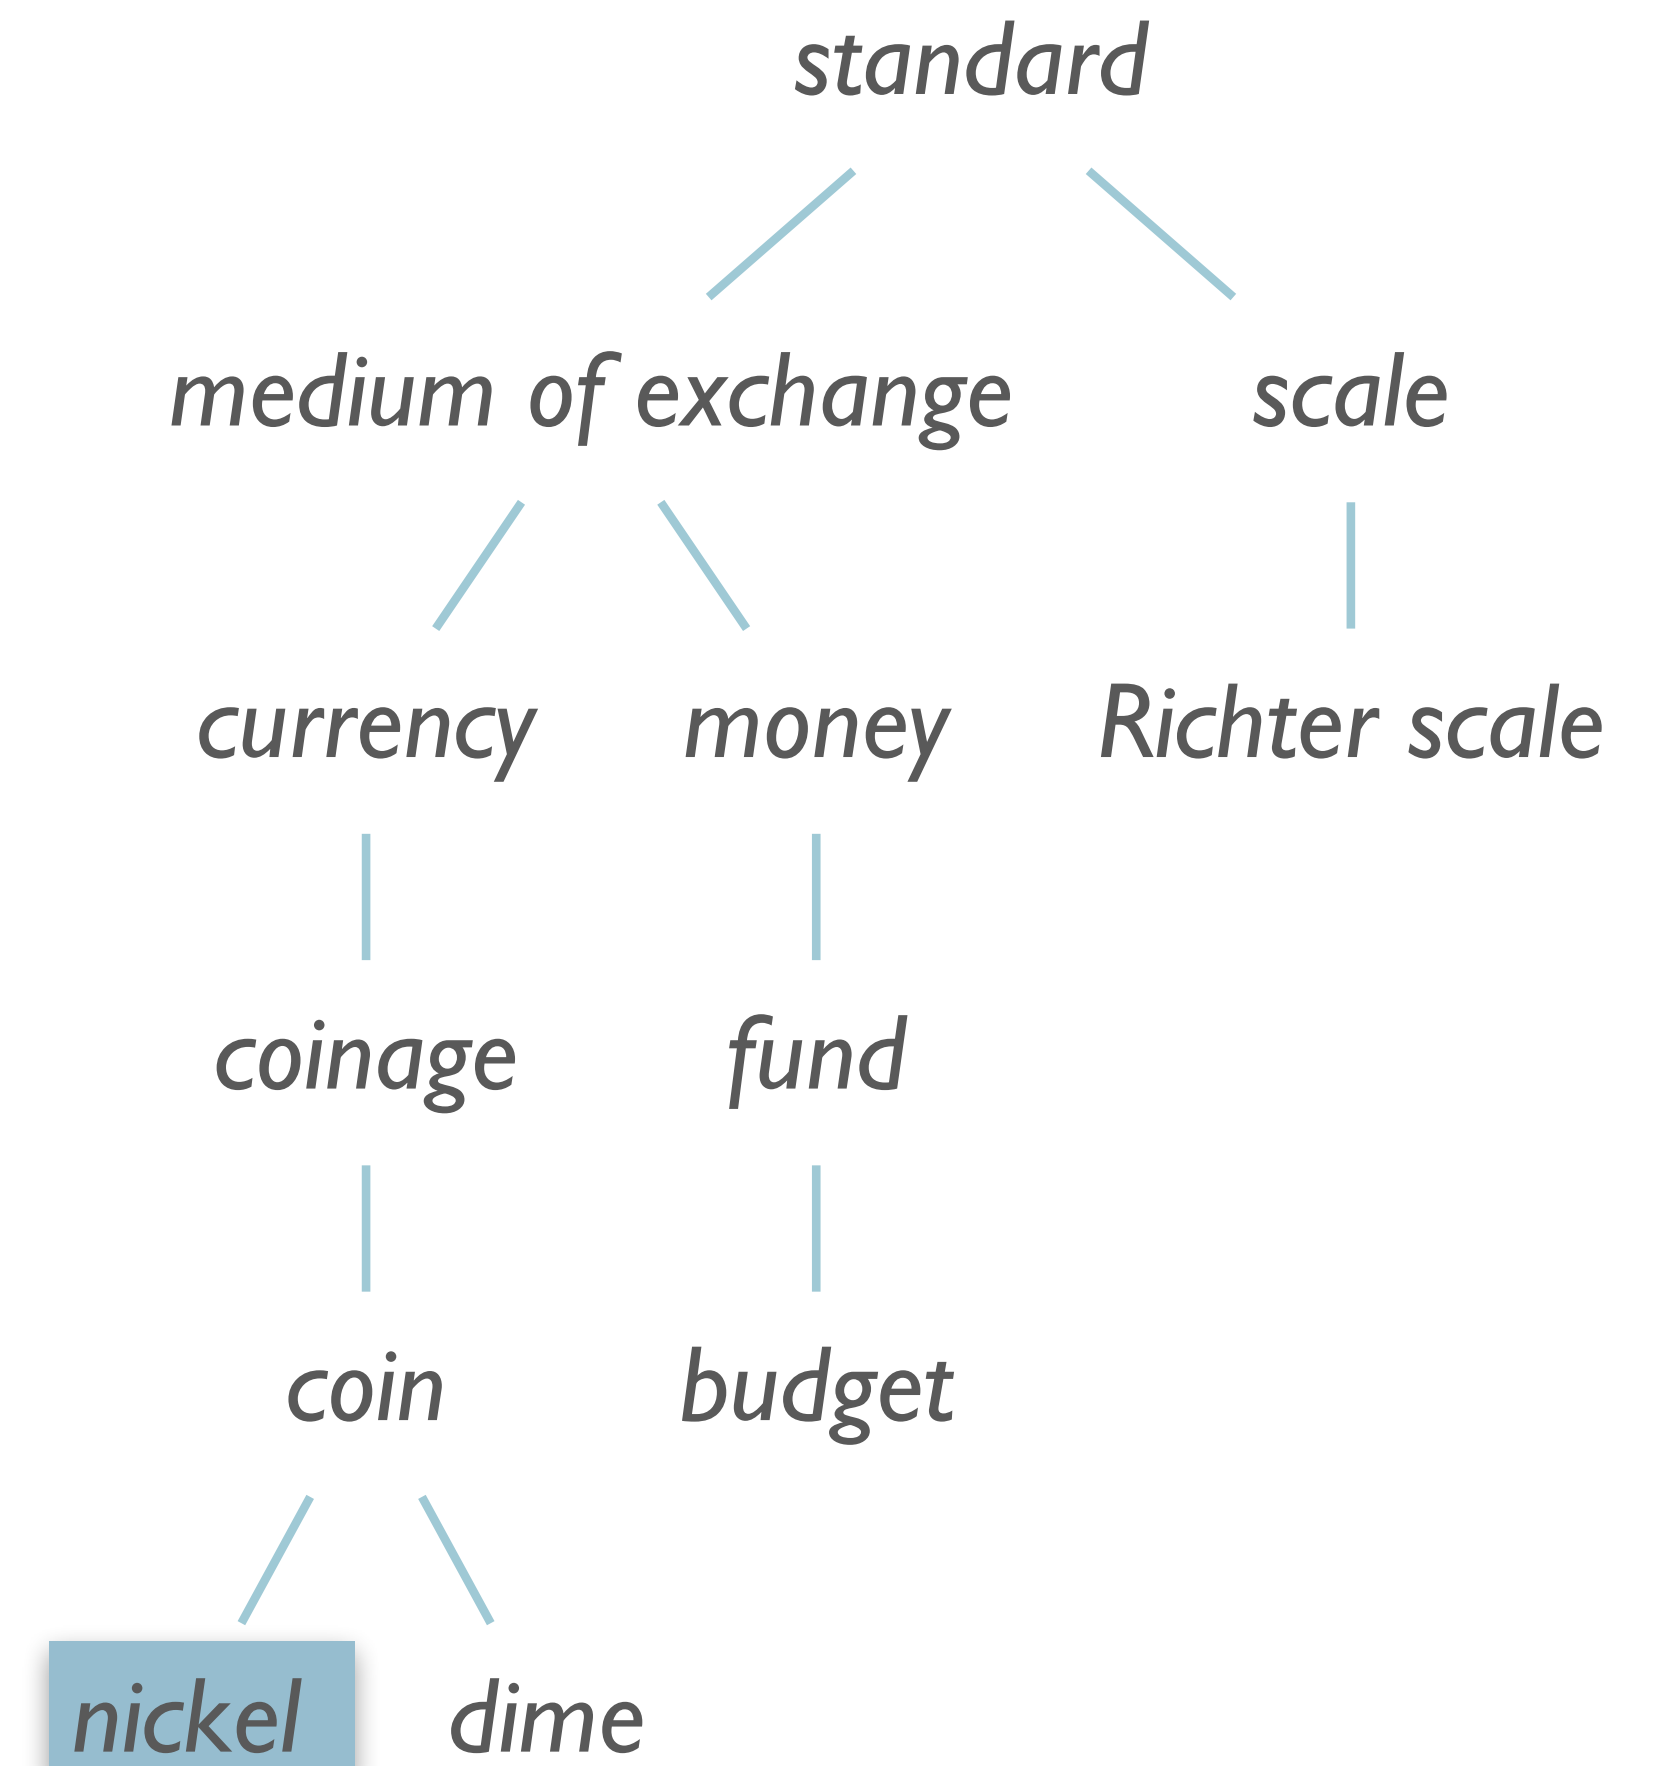 standard
medium of exchange scale
currency money Richter scale
coinage fund
coin budget
nickel dime